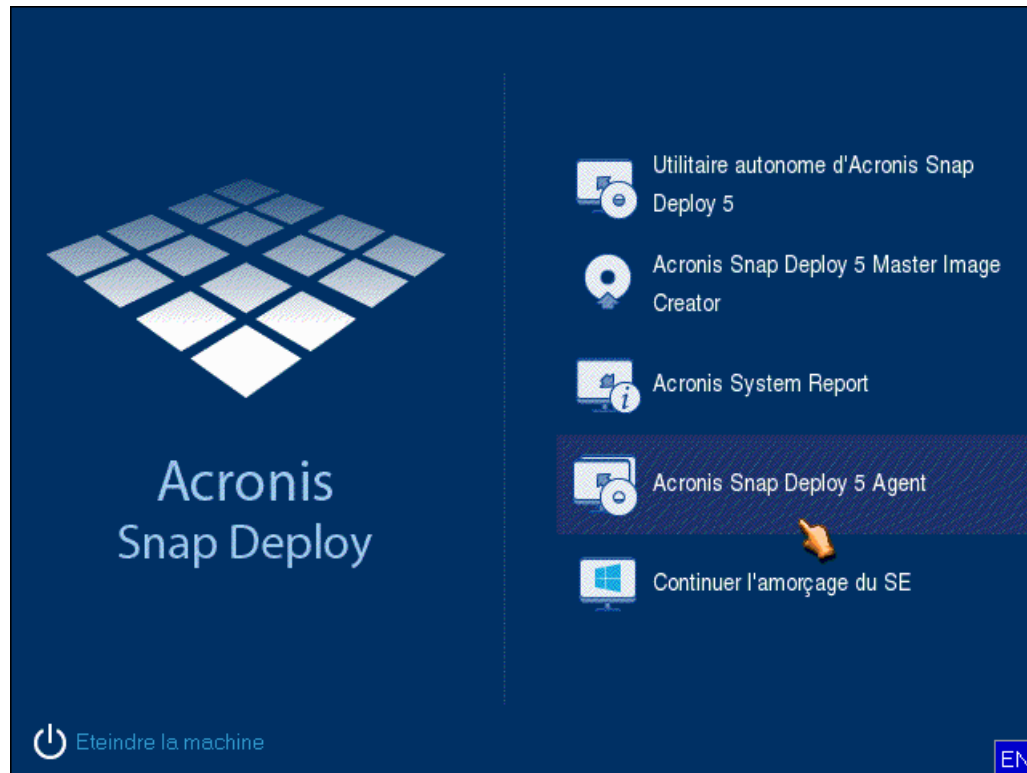 Acronis
Snap Deploy
Utilitaire autonome d'Acronis Snap
Deploy 5
Acronis Snap Deploy 5 Master Image
Creator
Acronis System Report
Acronis Snap Deploy 5 Agent
Continuer l'amorçage du SE
Eteindre la machine
EN